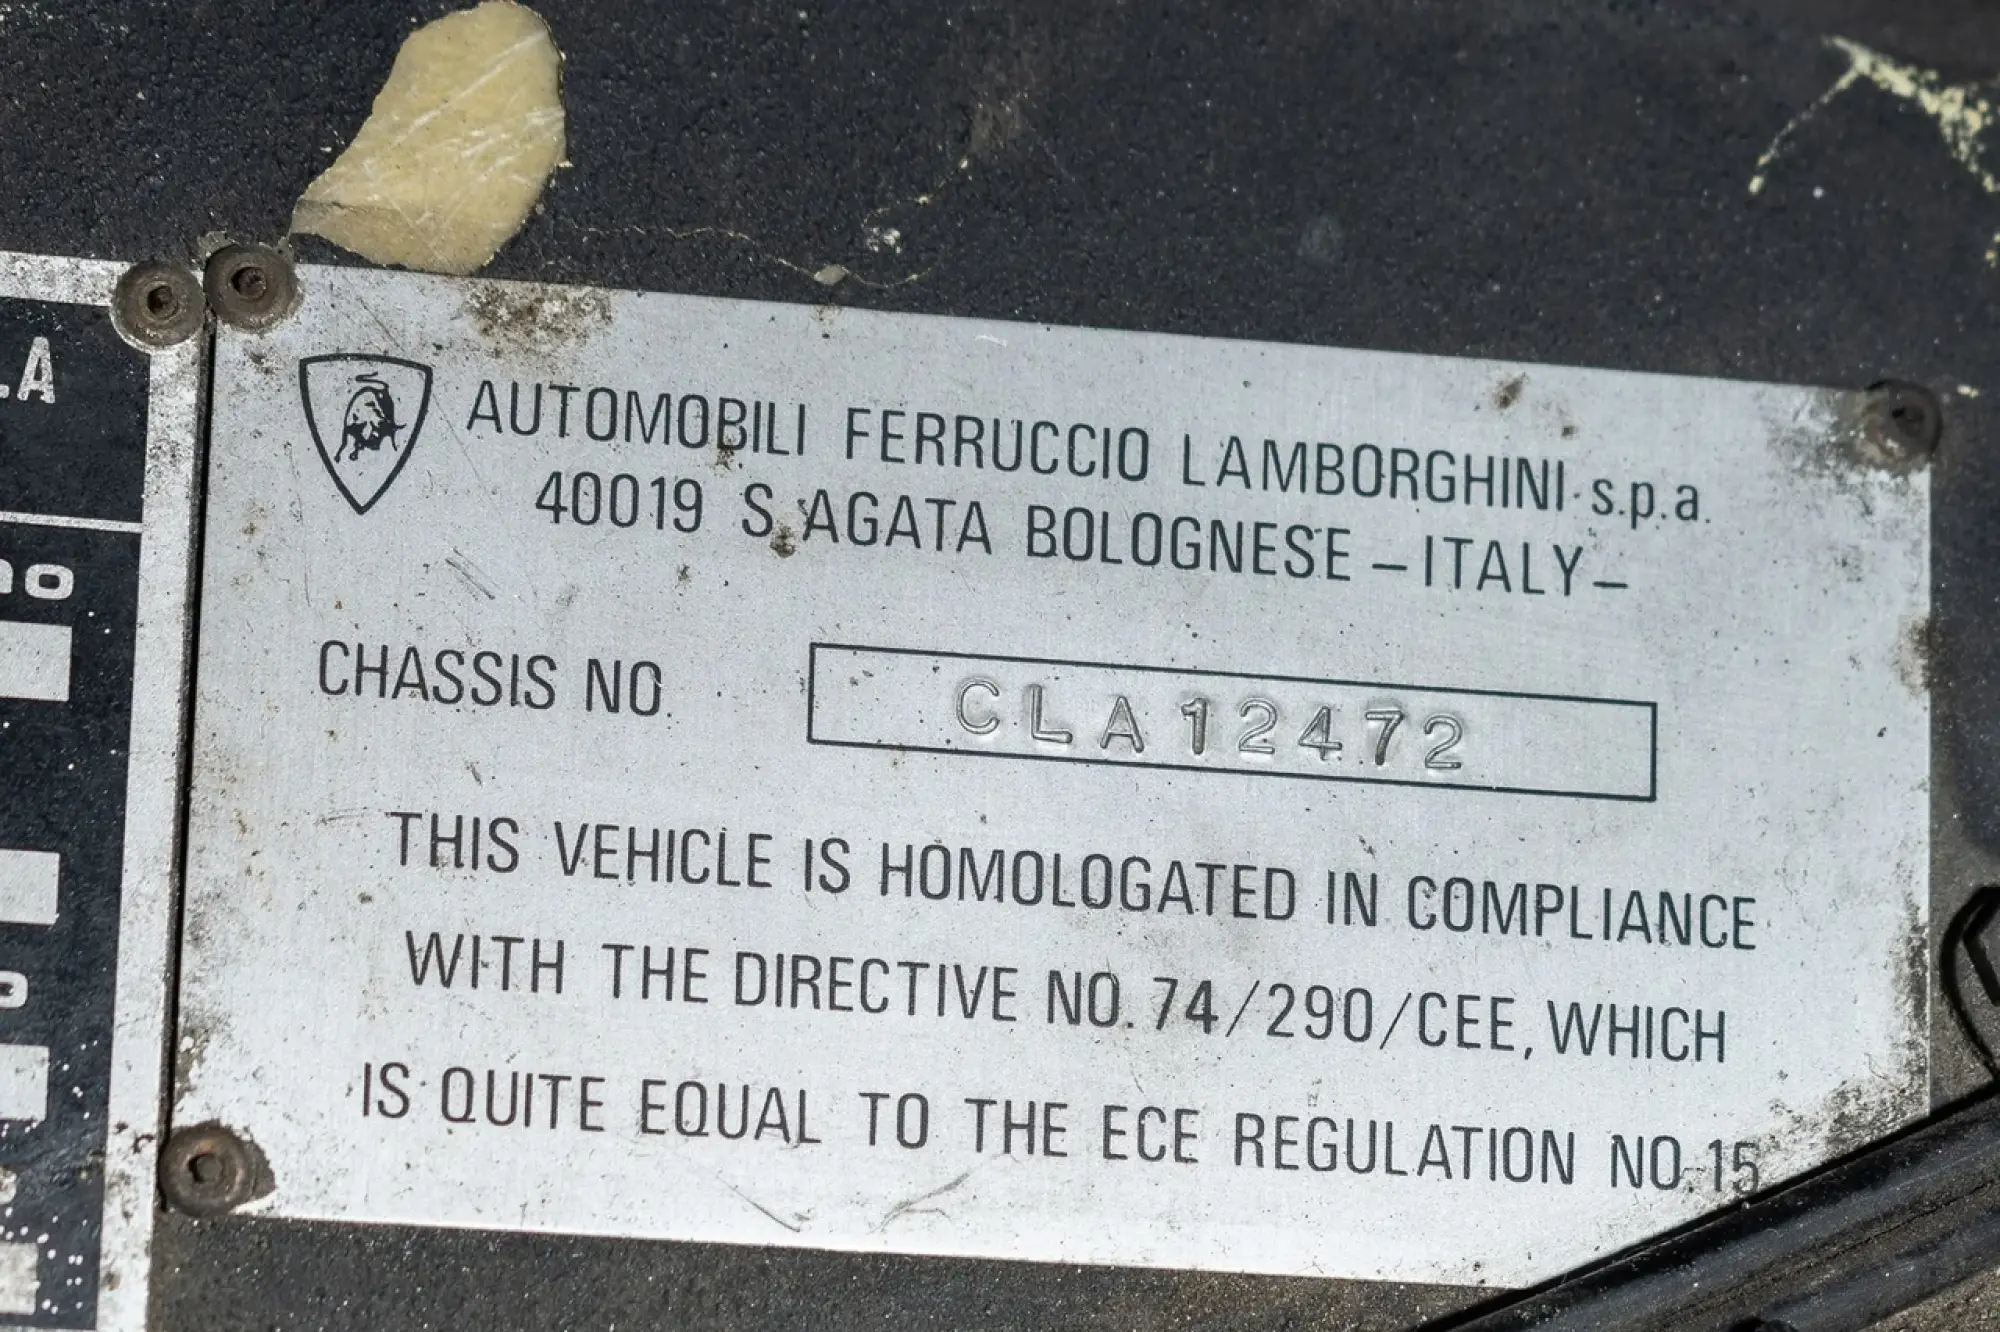 .A
no
AUTOMOBILI FERRUCCIO LAMBORGHINI s.p.a.
40019 S. AGATA BOLOGNESE – ITALY –
CHASSIS NO. CLA12472
THIS VEHICLE IS HOMOLOGATED IN COMPLIANCE
WITH THE DIRECTIVE NO. 74/290/CEE, WHICH
IS QUITE EQUAL TO THE ECE REGULATION NO.15